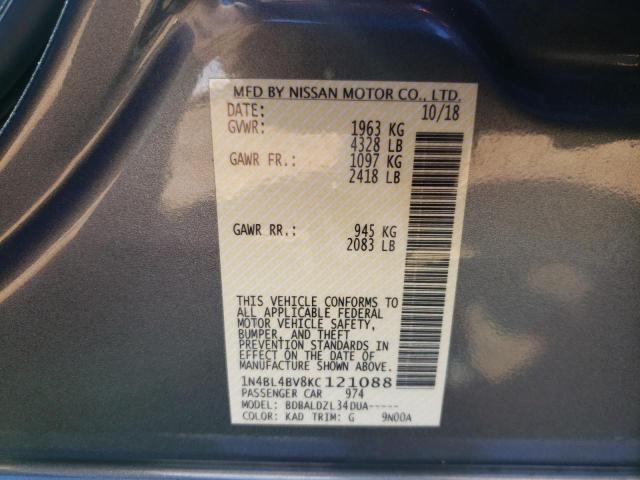 MFD BY NISSAN MOTOR CO., LTD.
DATE: 10/18
GVWR: 1963 KG
4328 LB
GAWR FR.: 1097 KG
2418 LB
GAWR RR.: 945 KG
2083 LB
THIS VEHICLE CONFORMS TO
ALL APPLICABLE FEDERAL
MOTOR VEHICLE SAFETY,
BUMPER, AND THEFT
PREVENTION STANDARDS IN
EFFECT ON THE DATE OF
MANUFACTURE SHOWN ABOVE.
1N4BL4BV8KC121088
PASSENGER CAR 974
MODEL: BDBALDZL34DUA-----
COLOR: KAD TRIM: G 9N00A